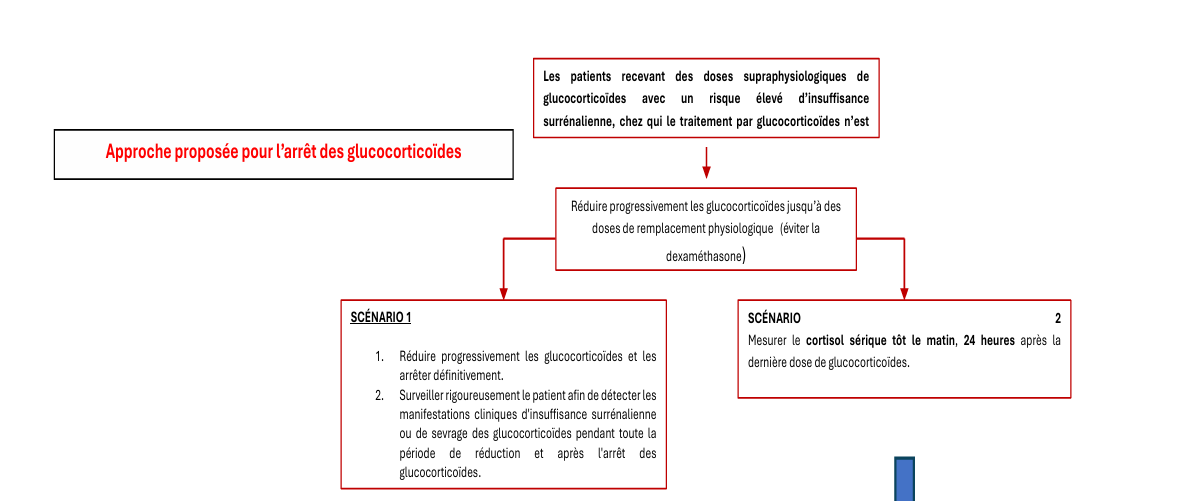 Les patients recevant des doses supraphysiologiques de
glucocorticoïdes avec un risque élevé d'insuffisance
surrénalienne, chez qui le traitement par glucocorticoïdes n'est
Approche proposée pour l'arrêt des glucocorticoïdes
Réduire progressivement les glucocorticoïdes jusqu'à des
doses de remplacement physiologique (éviter la
dexaméthasone)
SCÉNARIO 1
1. Réduire progressivement les glucocorticoïdes et les
arrêter définitivement.
2. Surveiller rigoureusement le patient afin de détecter les
manifestations cliniques d'insuffisance surrénalienne
ou de sevrage des glucocorticoïdes pendant toute la
période de réduction et après l'arrêt des
glucocorticoïdes.
SCÉNARIO 2
Mesurer le cortisol sérique tôt le matin, 24 heures après la
dernière dose de glucocorticoïdes.